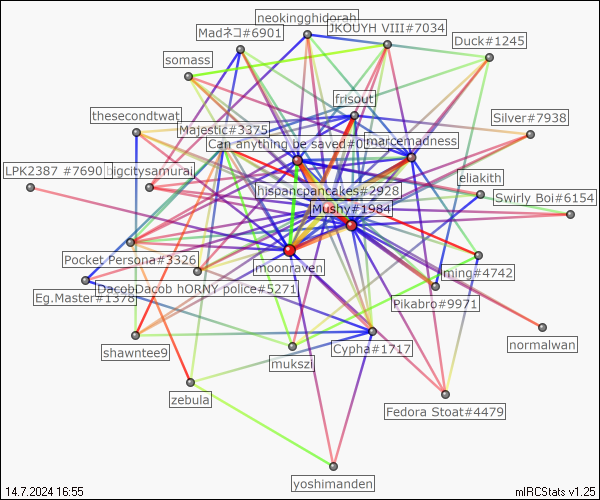 neokingghidorah
Madネコ#6901
JKOUYH VIII#7034
Duck#1245
somass
frisout
thesecondtwat
Silver#7938
Majestic#3375
Can anything be saved#0
marcemadness
LPK2387 #7690
bigcitysamurai
eliakith
hispancpancakes#2928
Swirly Boi#6154
Mushy#1984
Pocket Persona#3326
moonraven
ming#4742
DacobDacob hORNY police#5271
Eg.Master#1378
Pikabro#9971
normalwan
shawntee9
Cypha#1717
mukszi
zebula
Fedora Stoat#4479
yoshimanden
14.7.2024 16:55
mIRCStats v1.25